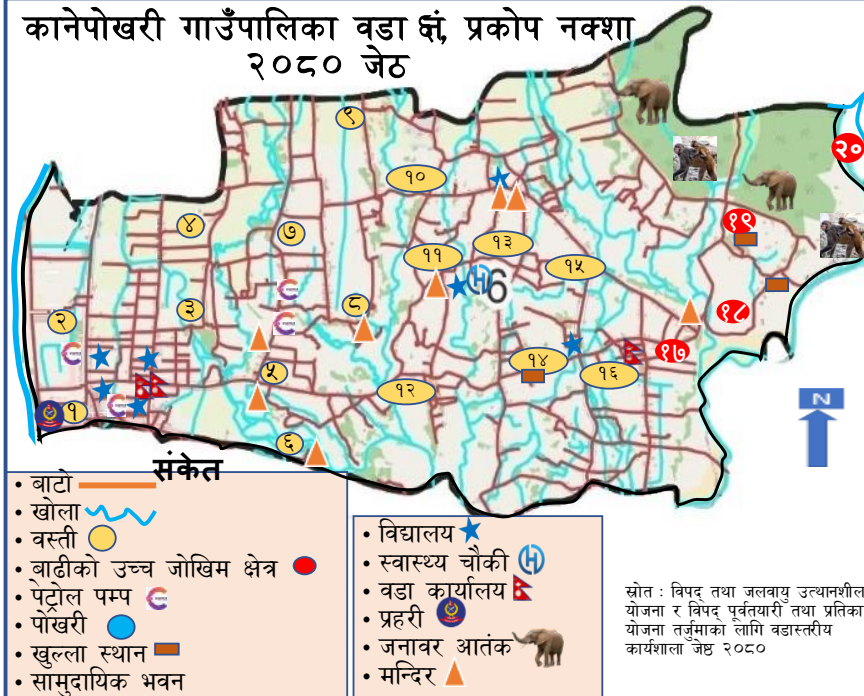 कानेपोखरी गाउँपालिका वडा नं, प्रकोप नक्शा
२०८० जेठ
९
२०
१०
४
७
१३
१९
११
१५
6
८
३
२
१८
१७
१४
१६
५
१२
१
६
N
संकेत
• बाटो
• खोला
• वस्ती
• बाढीको उच्च जोखिम क्षेत्र
• पेट्रोल पम्प
• पोखरी
• खुल्ला स्थान
• सामुदायिक भवन
• विद्यालय
• स्वास्थ्य चौकी
• वडा कार्यालय
• प्रहरी
• जनावर आतंक
• मन्दिर
स्रोत : विपद् तथा जलवायु उत्थानशील
योजना र विपद् पूर्वतयारी तथा प्रतिका
योजना तर्जुमाका लागि वडास्तरीय
कार्यशाला जेष्ठ २०८०